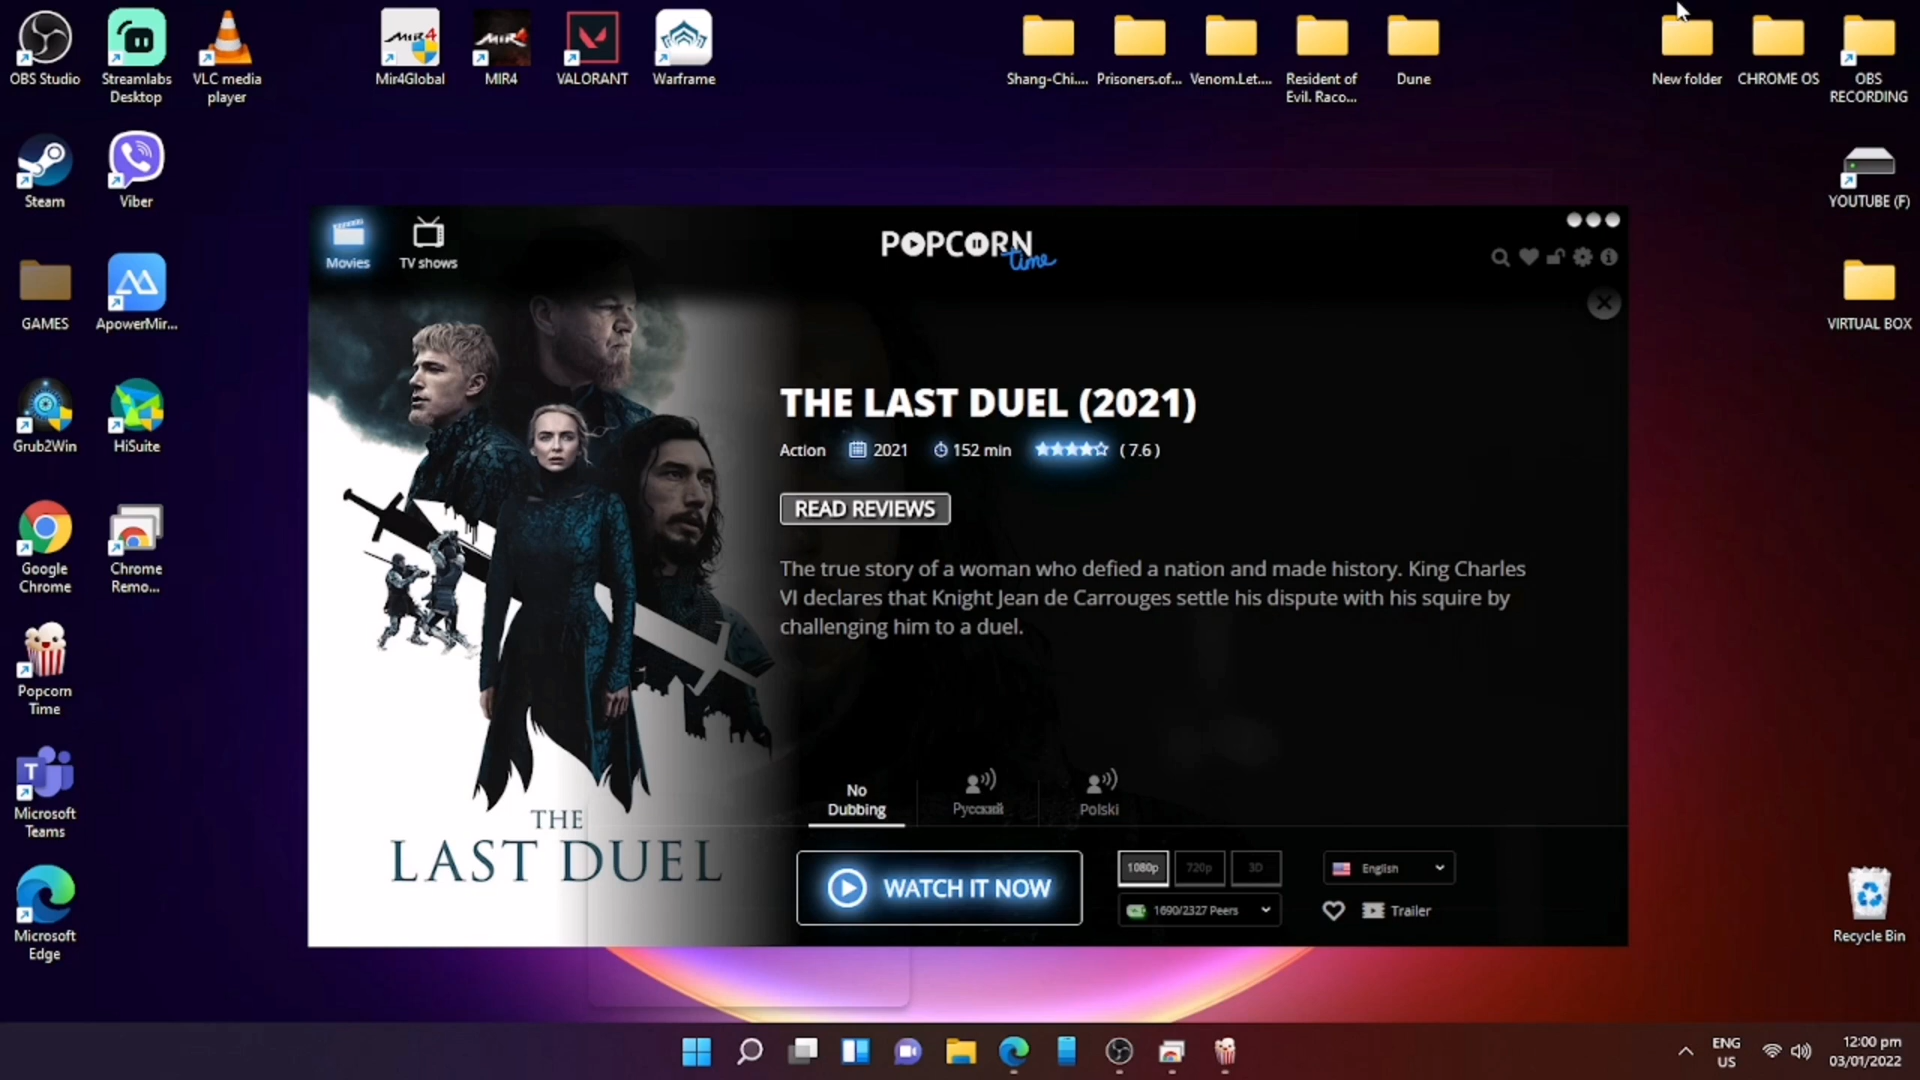 OBS Studio
Streamlabs
Desktop
VLC media
player
MIR4
Mir4Global
MIR4
MIR4
VALORANT
Warframe
Shang-Chi....
Prisoners.of...
Venom.Let....
Resident of
Evil. Raco...
Dune
New folder
CHROME OS
OBS
RECORDING
Steam
Viber
YOUTUBE (F)
GAMES
ApowerMir...
VIRTUAL BOX
Grub2Win
HiSuite
Google
Chrome
Chrome
Remo...
Popcorn
Time
T
Microsoft
Teams
Microsoft
Edge
Recycle Bin
Movies
TV shows
POPCORN
time
THE LAST DUEL (2021)
Action 2021 152 min ( 7.6 )
READ REVIEWS
The true story of a woman who defied a nation and made history. King Charles
VI declares that Knight Jean de Carrouges settle his dispute with his squire by
challenging him to a duel.
THE
LAST DUEL
No
Dubbing
Русский
Polski
WATCH IT NOW
1080p 720p 3D
English
1690/2327 Peers
Trailer
ENG
US
12:00 pm
03/01/2022